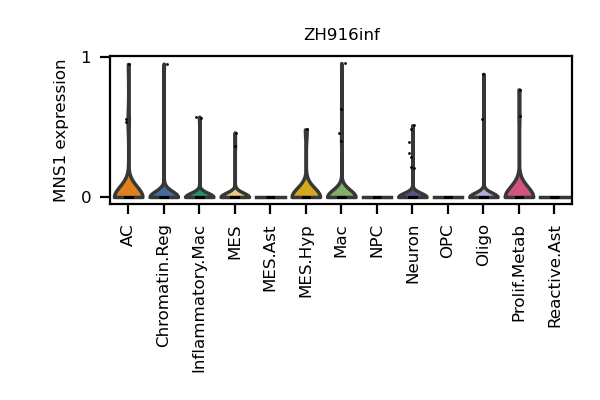 ZH916inf
MNS1 expression
1
0
AC
Chromatin.Reg
Inflammatory.Mac
MES
MES.Ast
MES.Hyp
Mac
NPC
Neuron
OPC
Oligo
Prolif.Metab
Reactive.Ast